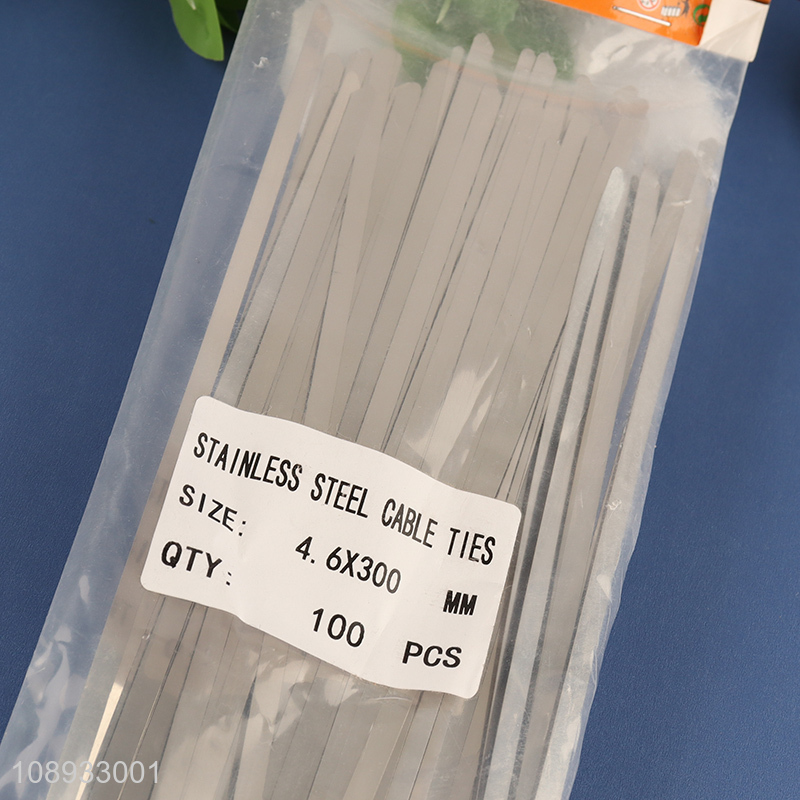 STAINLESS STEEL CABLE TIES
SIZE: 4.6X300 MM
QTY: 100 PCS
108933001